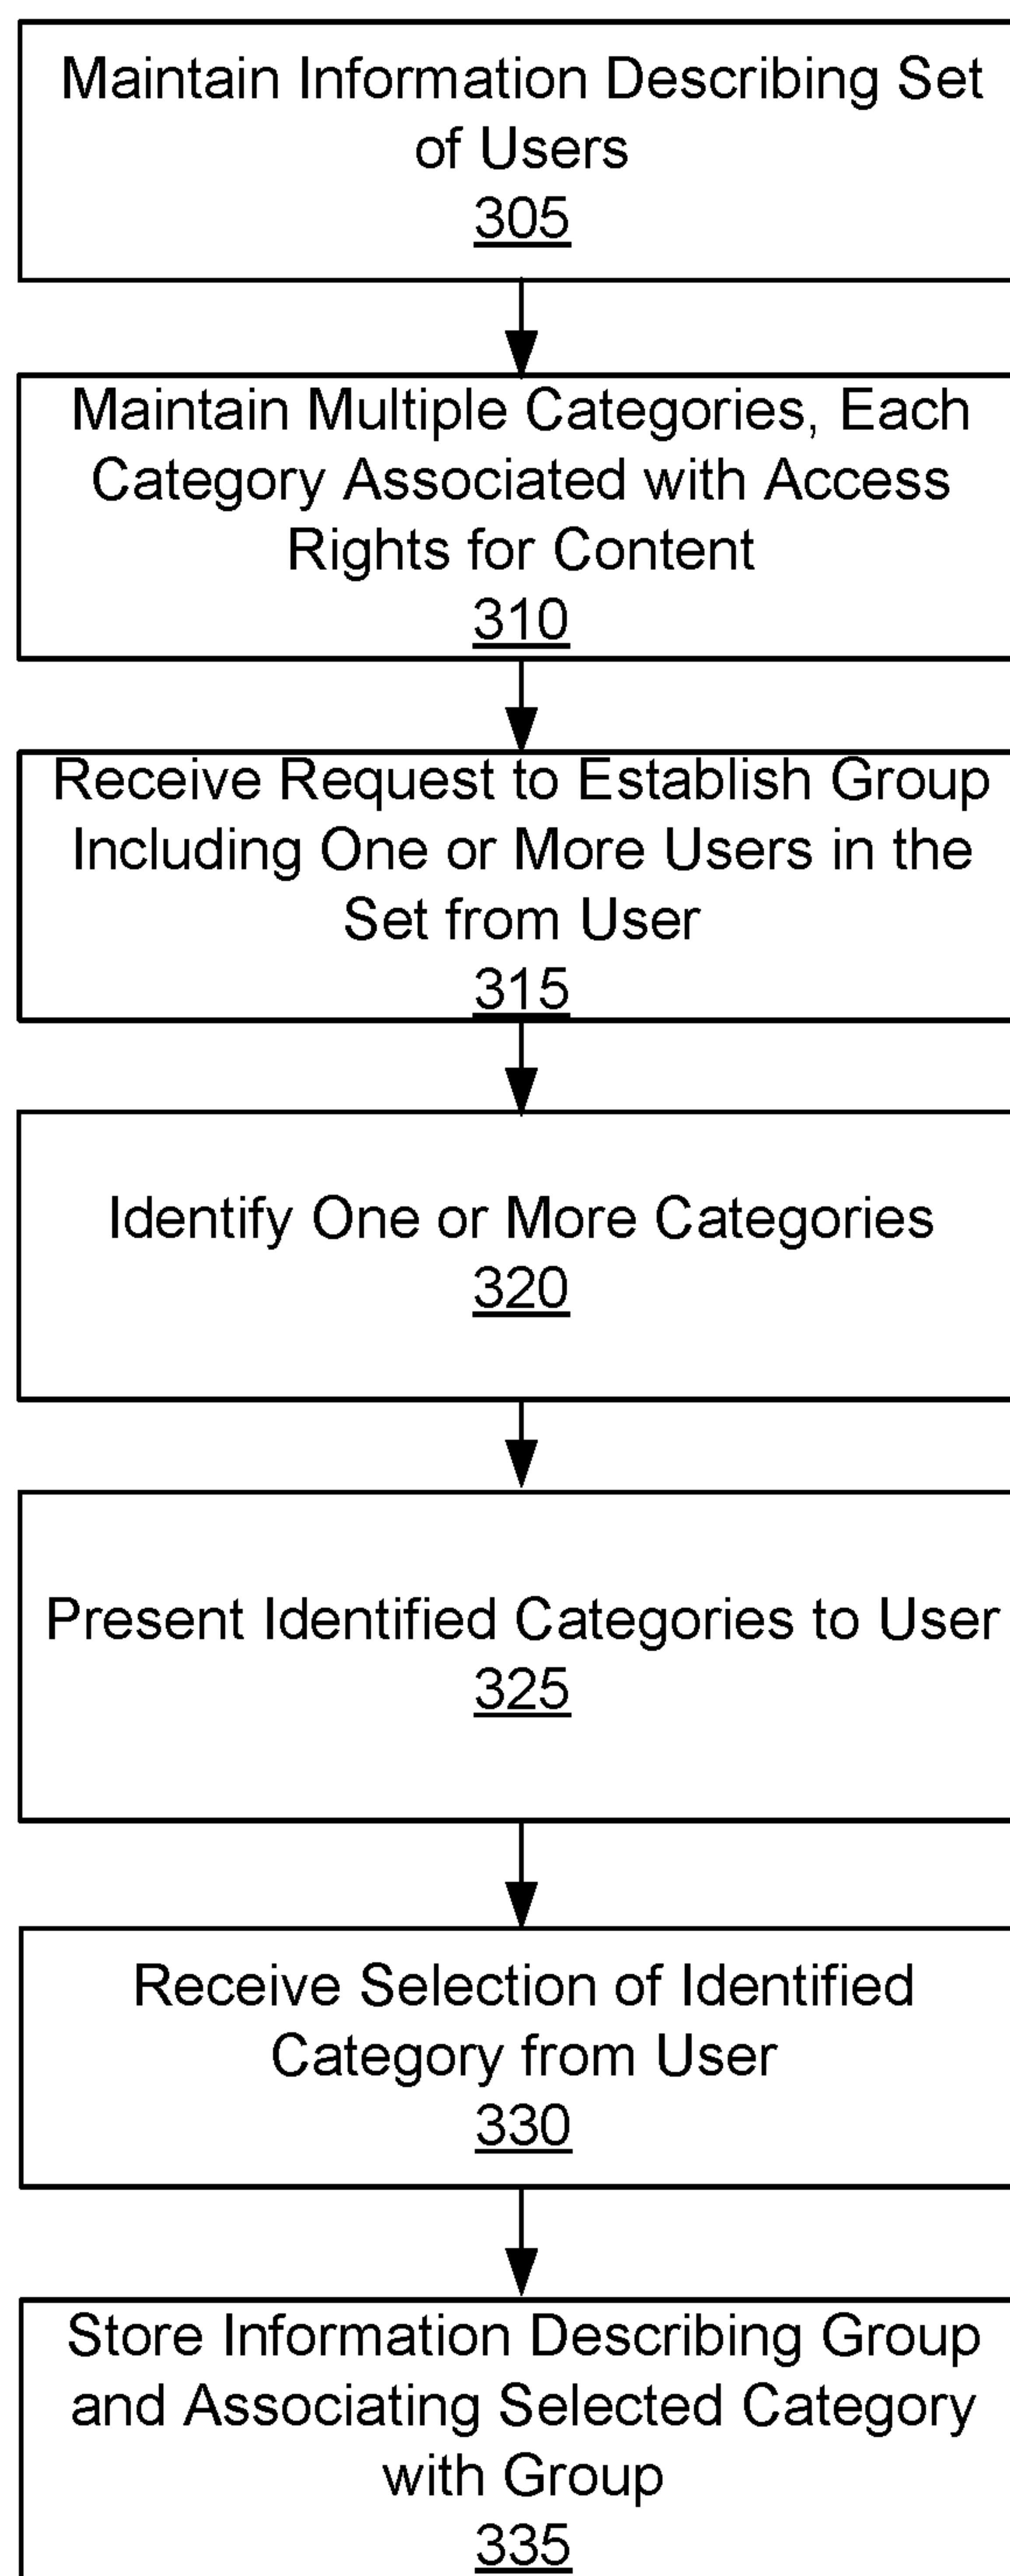 Maintain Information Describing Set
of Users
305
Maintain Multiple Categories, Each
Category Associated with Access
Rights for Content
310
Receive Request to Establish Group
Including One or More Users in the
Set from User
315
Identify One or More Categories
320
Present Identified Categories to User
325
Receive Selection of Identified
Category from User
330
Store Information Describing Group
and Associating Selected Category
with Group
335